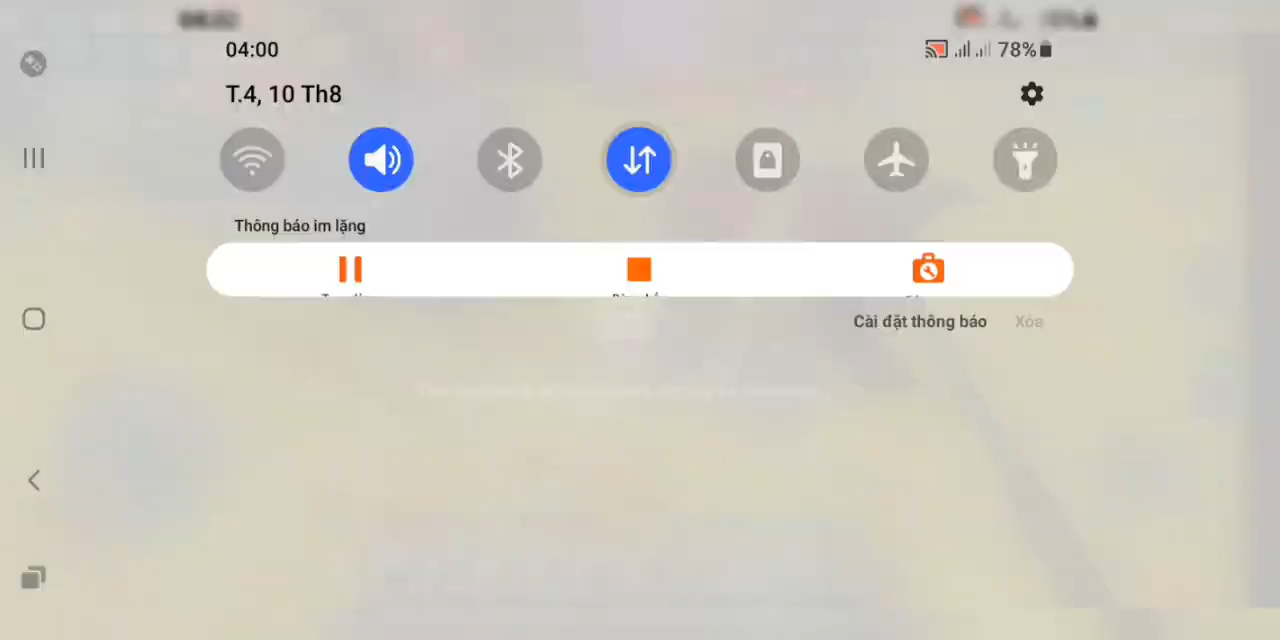 04:00
78%
T.4, 10 Th8
Thông báo im lặng
Cài đặt thông báo
Xóa